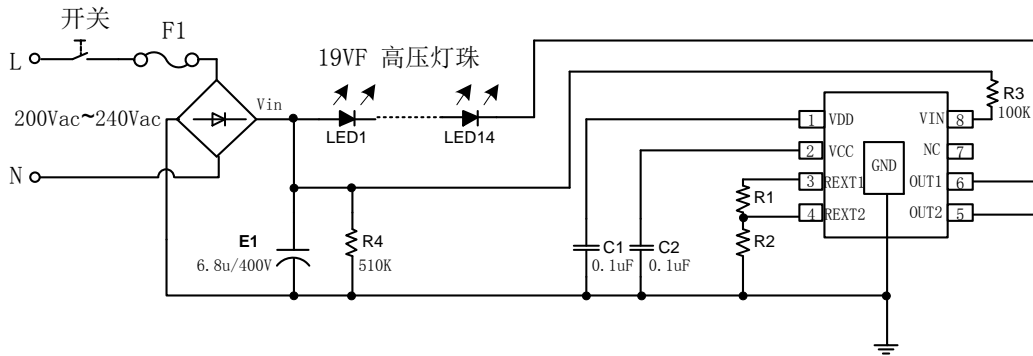 开关
F1
L
19VF 高压灯珠
200Vac~240Vac
Vin
LED1
LED14
N
R3
100K
1
VDD
VIN
8
2
VCC
NC
7
GND
3
REXT1
OUT1
6
4
REXT2
OUT2
5
R1
R2
E1
6.8u/400V
R4
510K
C1
0.1uF
C2
0.1uF